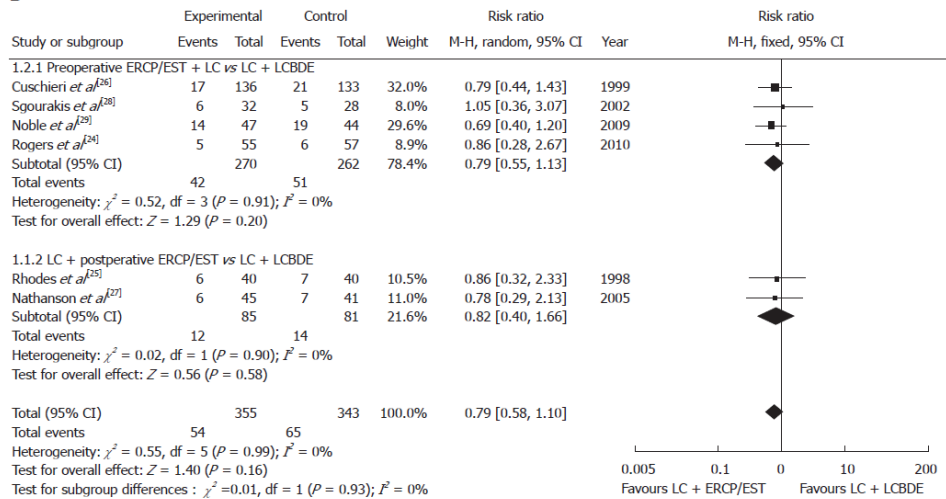 Experimental Control Risk ratio Risk ratio
Study or subgroup Events Total Events Total Weight M-H, random, 95% CI Year M-H, fixed, 95% CI
1.2.1 Preoperative ERCP/EST + LC vs LC + LCBDE
Cuschieri et al[26] 17 136 21 133 32.0% 0.79 [0.44, 1.43] 1999
Sgourakis et al[28] 6 32 5 28 8.0% 1.05 [0.36, 3.07] 2002
Noble et al[29] 14 47 19 44 29.6% 0.69 [0.40, 1.20] 2009
Rogers et al[24] 5 55 6 57 8.9% 0.86 [0.28, 2.67] 2010
Subtotal (95% CI) 270 262 78.4% 0.79 [0.55, 1.13]
Total events 42 51
Heterogeneity: χ² = 0.52, df = 3 (P = 0.91); I² = 0%
Test for overall effect: Z = 1.29 (P = 0.20)
1.1.2 LC + postperative ERCP/EST vs LC + LCBDE
Rhodes et al[25] 6 40 7 40 10.5% 0.86 [0.32, 2.33] 1998
Nathanson et al[27] 6 45 7 41 11.0% 0.78 [0.29, 2.13] 2005
Subtotal (95% CI) 85 81 21.6% 0.82 [0.40, 1.66]
Total events 12 14
Heterogeneity: χ² = 0.02, df = 1 (P = 0.90); I² = 0%
Test for overall effect: Z = 0.56 (P = 0.58)
Total (95% CI) 355 343 100.0% 0.79 [0.58, 1.10]
Total events 54 65
Heterogeneity: χ² = 0.55, df = 5 (P = 0.99); I² = 0%
Test for overall effect: Z = 1.40 (P = 0.16)
Test for subgroup differences : χ² =0.01, df = 1 (P = 0.93); I² = 0%
0.005 0.1 0 10 200
Favours LC + ERCP/EST Favours LC + LCBDE